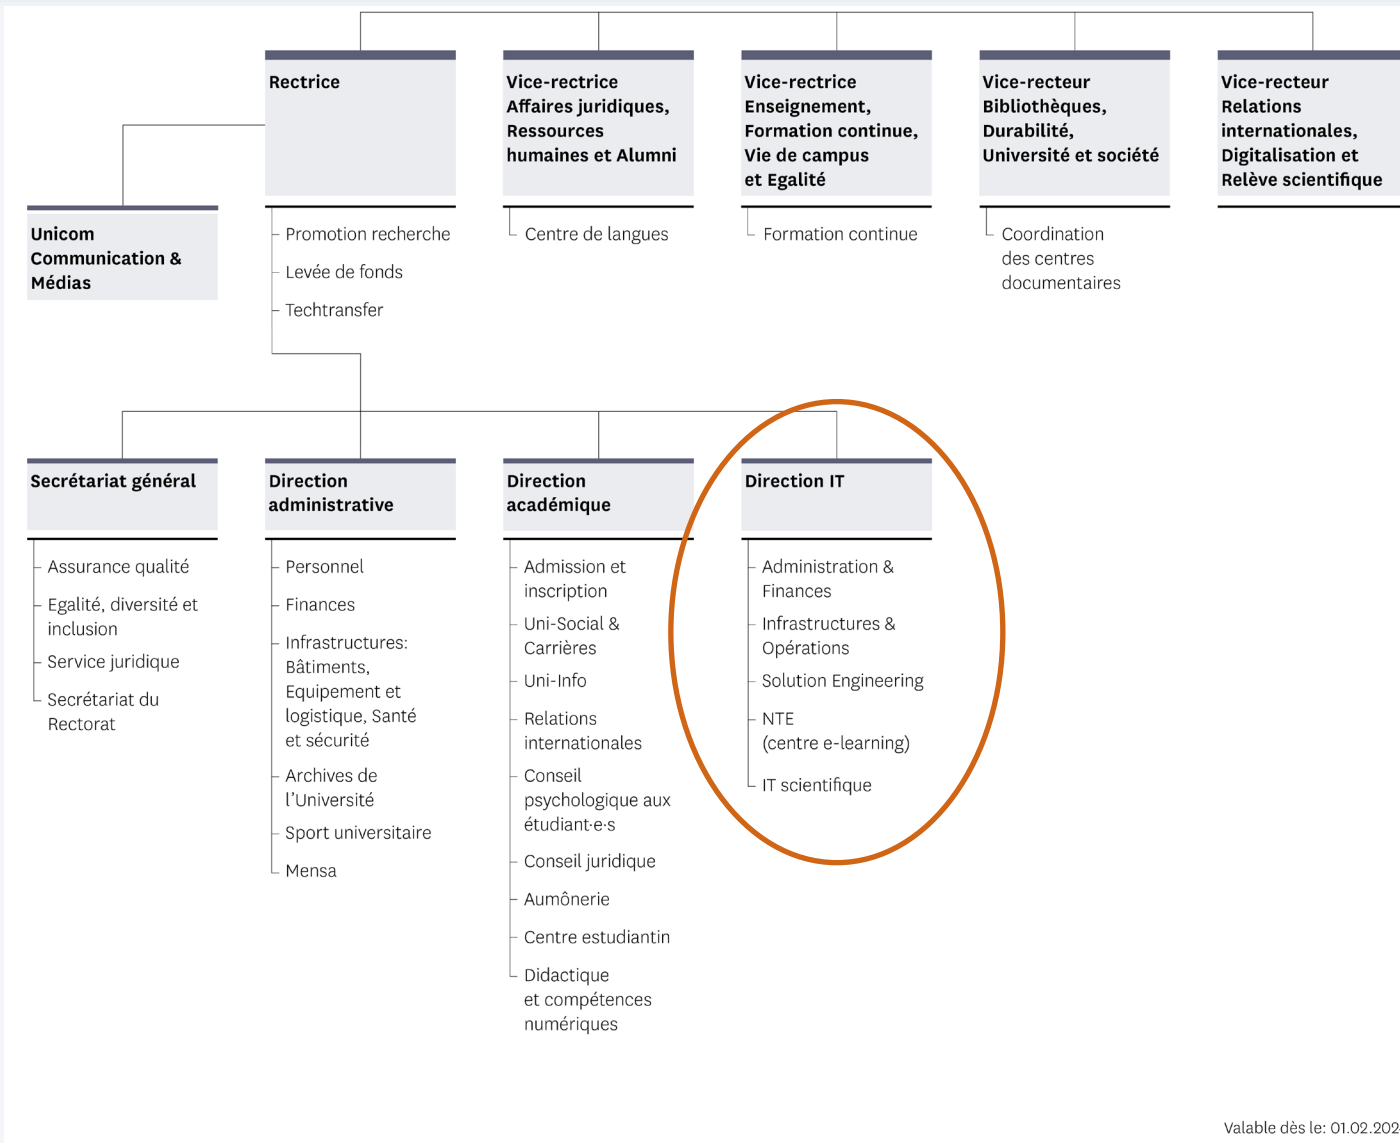 Rectrice
Vice-rectrice
Affaires juridiques,
Ressources
humaines et Alumni
Vice-rectrice
Enseignement,
Formation continue,
Vie de campus
et Egalité
Vice-recteur
Bibliothèques,
Durabilité,
Université et société
Vice-recteur
Relations
internationales,
Digitalisation et
Relève scientifique
Unicom
Communication &
Médias
Promotion recherche
Levée de fonds
Techtransfer
Centre de langues
Formation continue
Coordination
des centres
documentaires
Secrétariat général
Assurance qualité
Egalité, diversité et
inclusion
Service juridique
Secrétariat du
Rectorat
Direction
administrative
Personnel
Finances
Infrastructures:
Bâtiments,
Equipement et
logistique, Santé
et sécurité
Archives de
l’Université
Sport universitaire
Mensa
Direction
académique
Admission et
inscription
Uni-Social &
Carrières
Uni-Info
Relations
internationales
Conseil
psychologique aux
étudiant·e·s
Conseil juridique
Aumônerie
Centre estudiantin
Didactique
et compétences
numériques
Direction IT
Administration &
Finances
Infrastructures &
Opérations
Solution Engineering
NTE
(centre e-learning)
IT scientifique
Valable dès le: 01.02.202